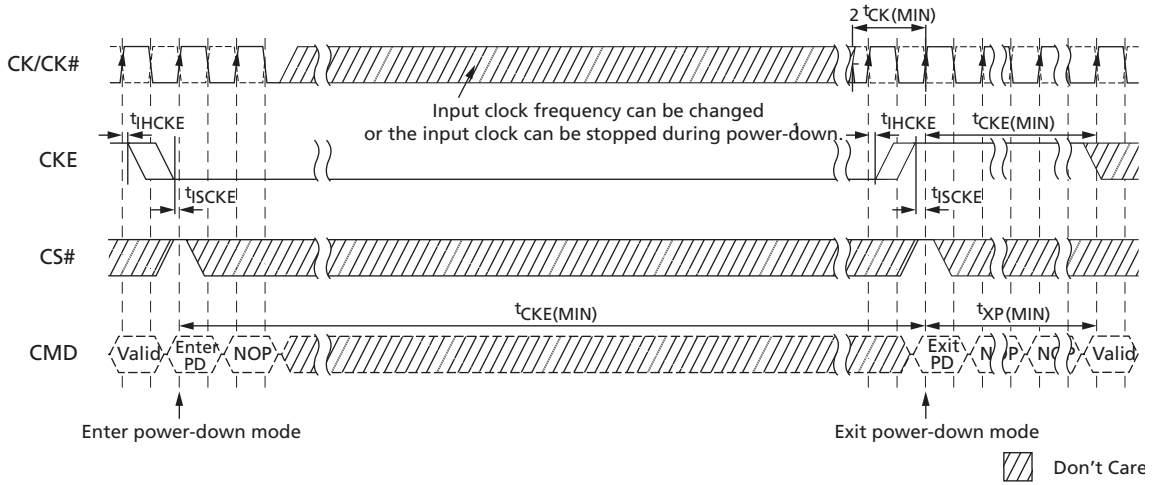 2 tCK(MIN)
CK/CK#
Input clock frequency can be changed
or the input clock can be stopped during power-down.
tIHCKE
tIHCKE
tCKE(MIN)
CKE
tISCKE
tISCKE
CS#
tCKE(MIN)
tXP(MIN)
CMD
Valid
Enter
PD
NOP
Exit
PD
NOP
NOP
Valid
Enter power-down mode
Exit power-down mode
Don't Care